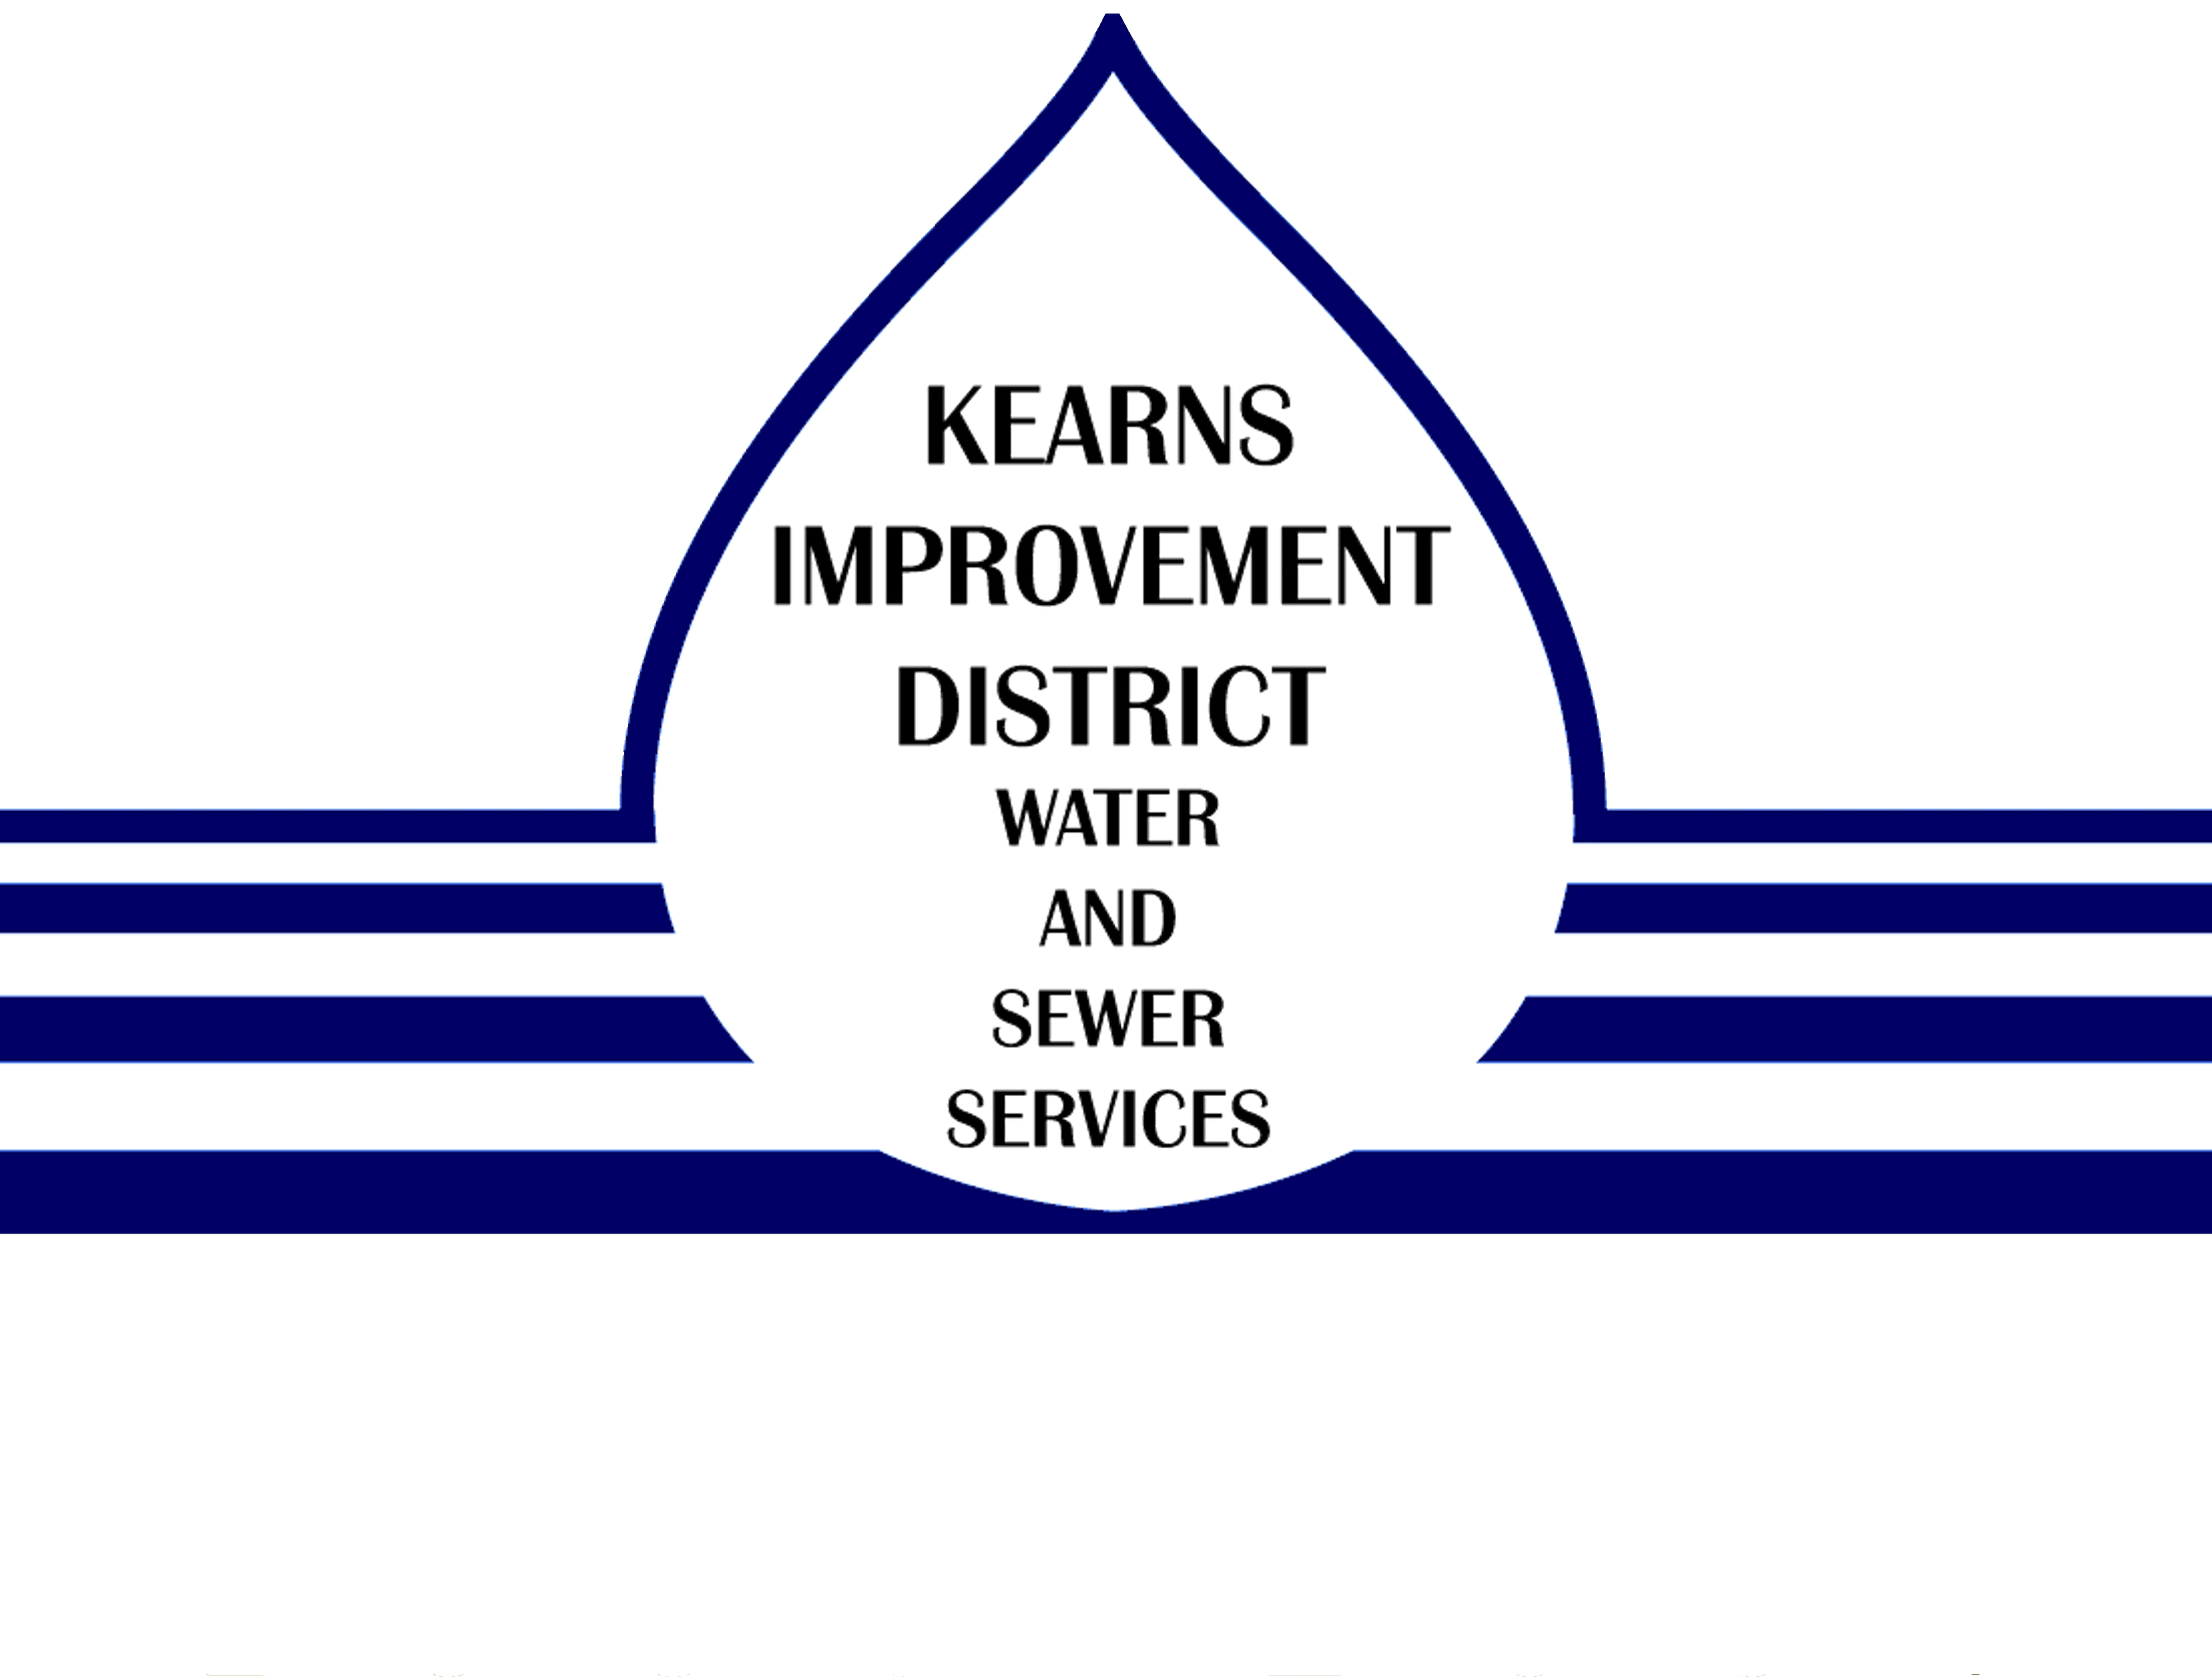 KEARNS
IMPROVEMENT
DISTRICT
WATER
AND
SEWER
SERVICES